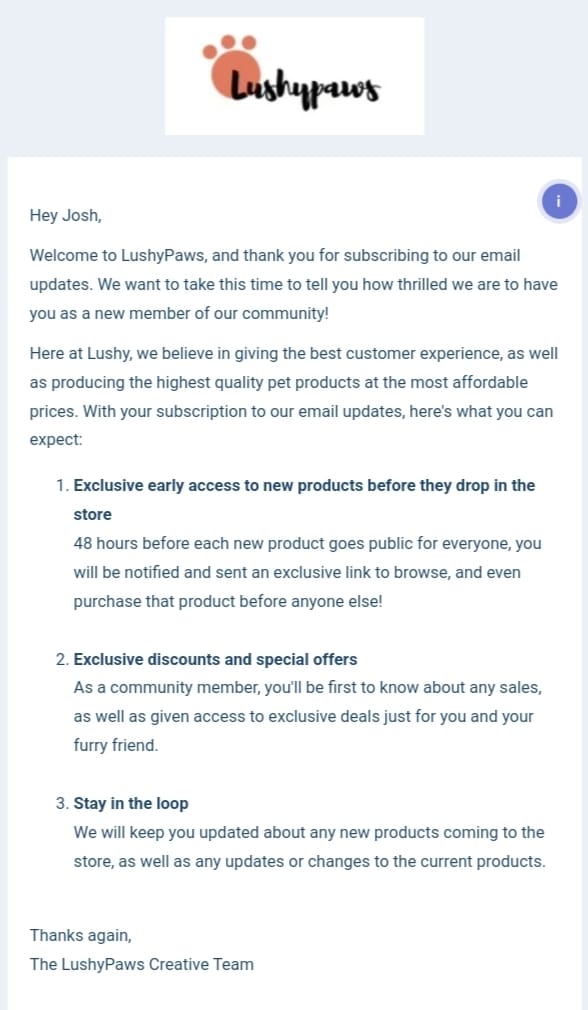 Lushypaws
i
Hey Josh,
Welcome to LushyPaws, and thank you for subscribing to our email
updates. We want to take this time to tell you how thrilled we are to have
you as a new member of our community!
Here at Lushy, we believe in giving the best customer experience, as well
as producing the highest quality pet products at the most affordable
prices. With your subscription to our email updates, here's what you can
expect:
1. Exclusive early access to new products before they drop in the
store
48 hours before each new product goes public for everyone, you
will be notified and sent an exclusive link to browse, and even
purchase that product before anyone else!
2. Exclusive discounts and special offers
As a community member, you'll be first to know about any sales,
as well as given access to exclusive deals just for you and your
furry friend.
3. Stay in the loop
We will keep you updated about any new products coming to the
store, as well as any updates or changes to the current products.
Thanks again,
The LushyPaws Creative Team